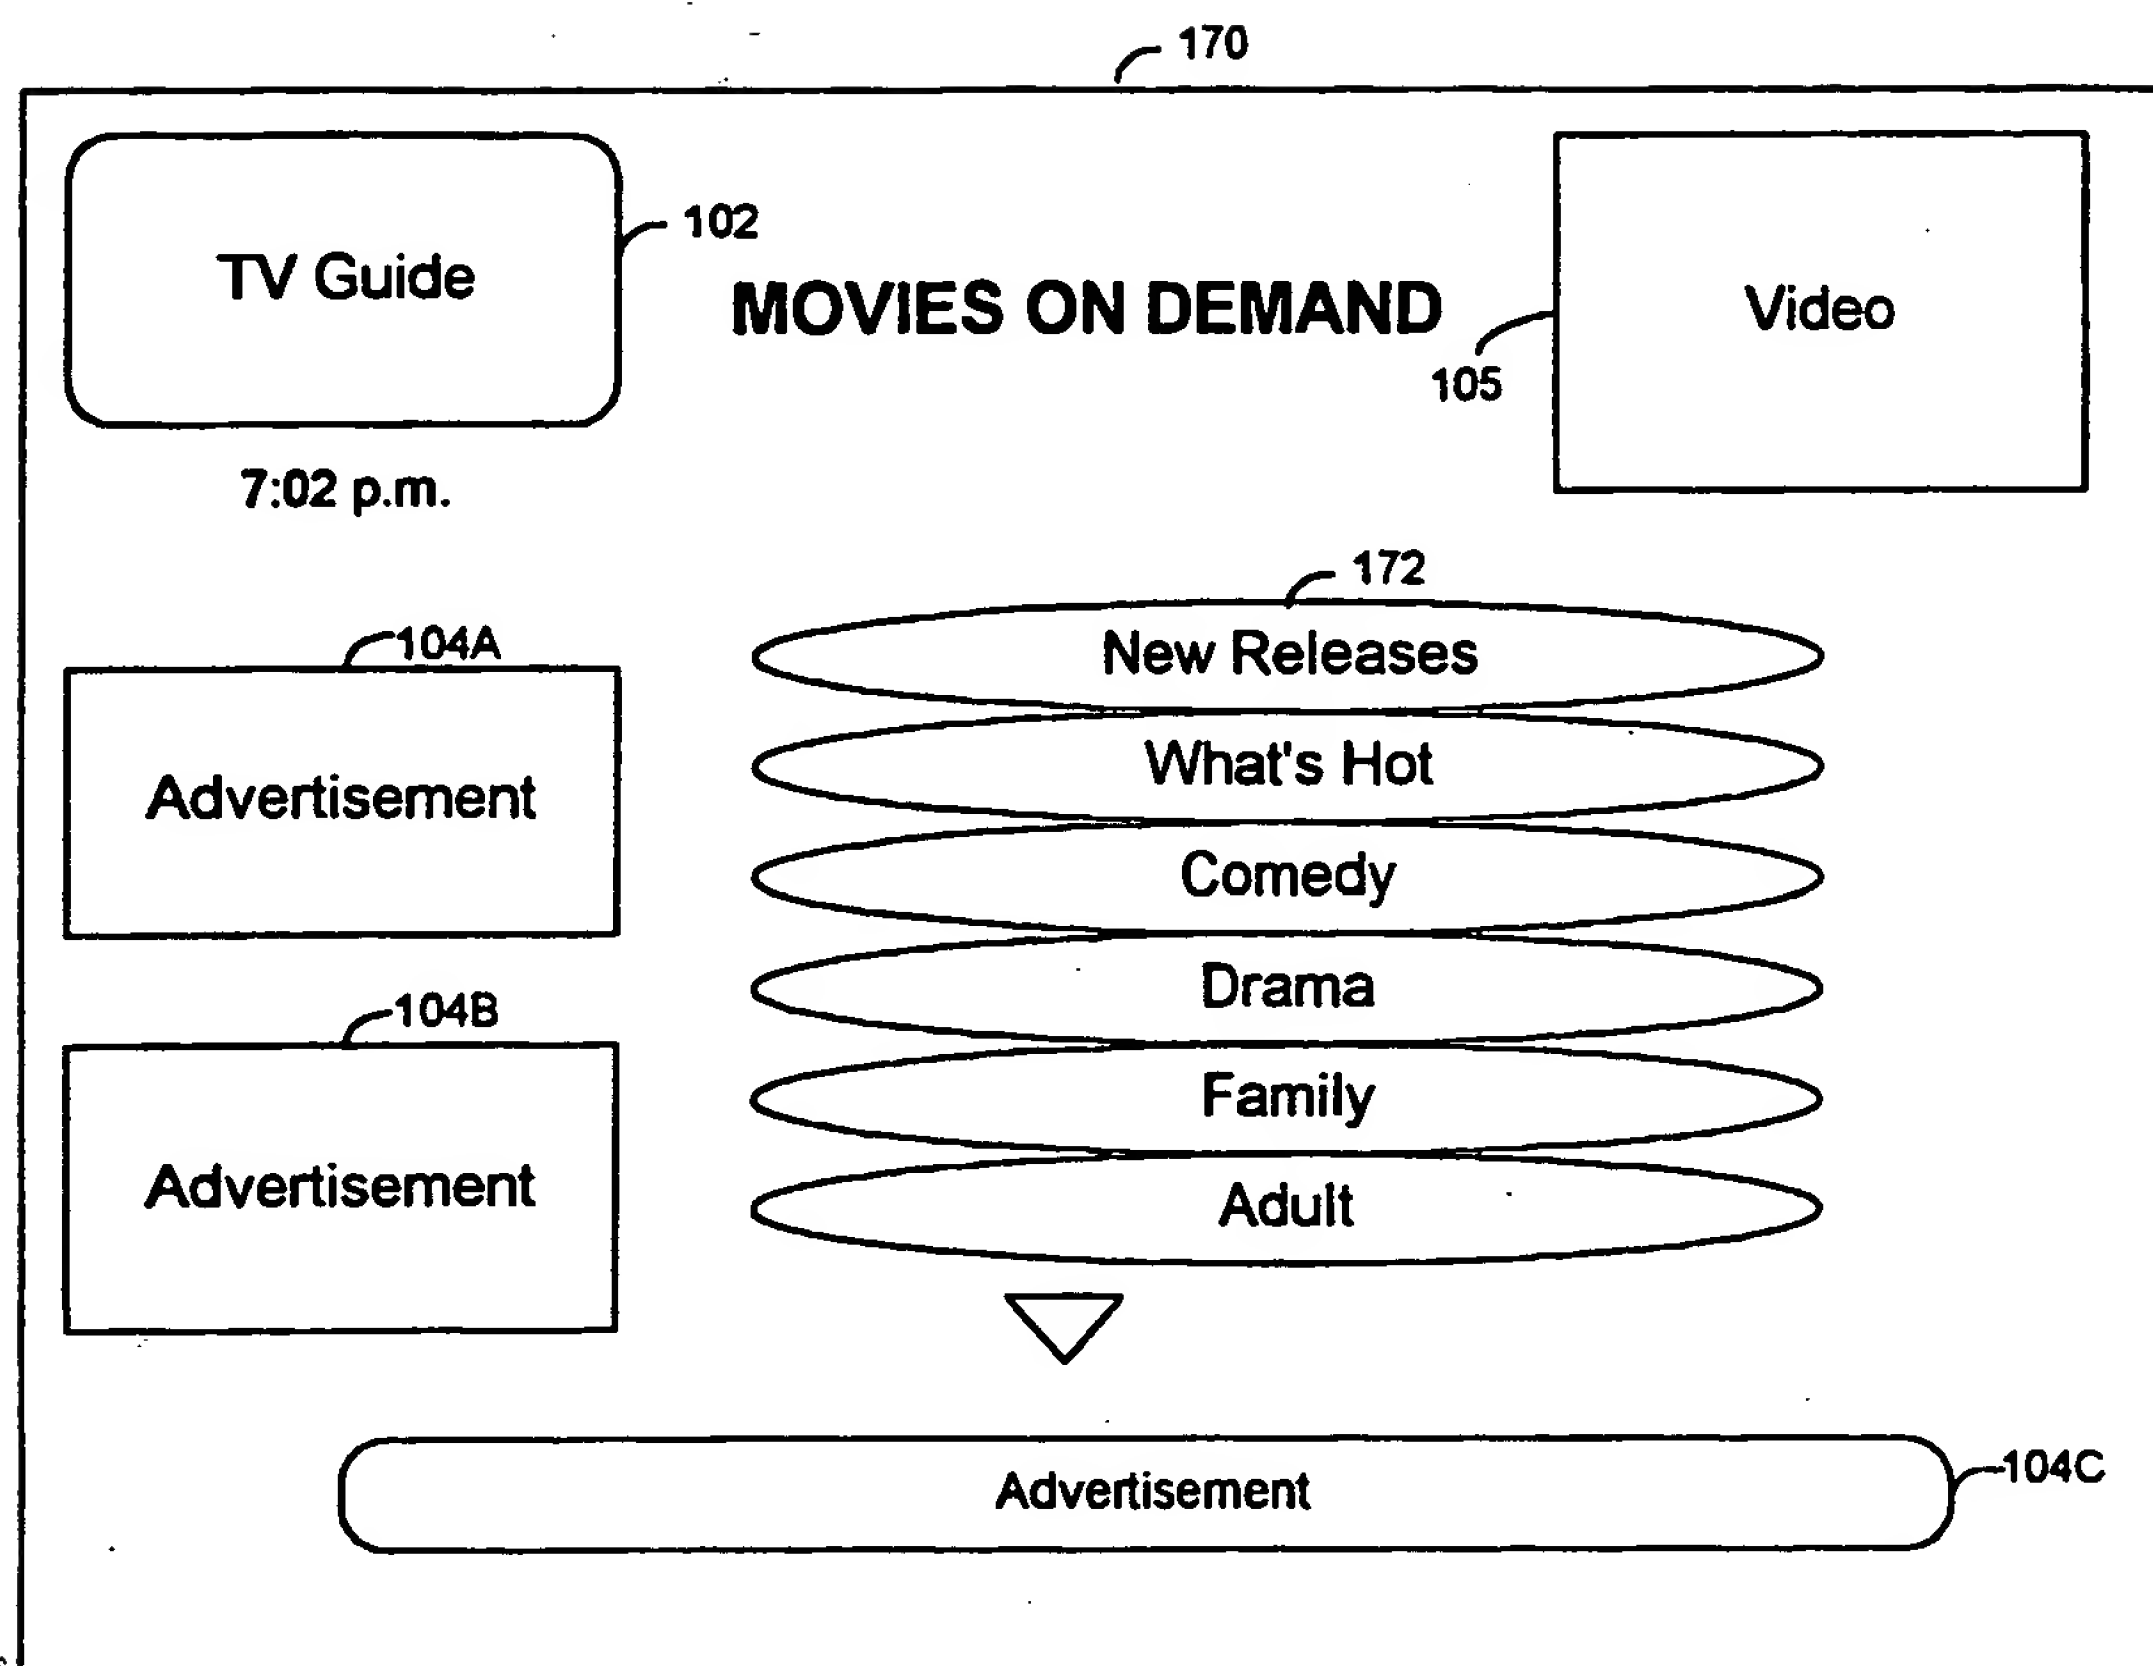 170
TV Guide
102
MOVIES ON DEMAND
Video
105
7:02 p.m.
172
New Releases
104A
What's Hot
Advertisement
Comedy
Drama
104B
Family
Advertisement
Adult
104C
Advertisement